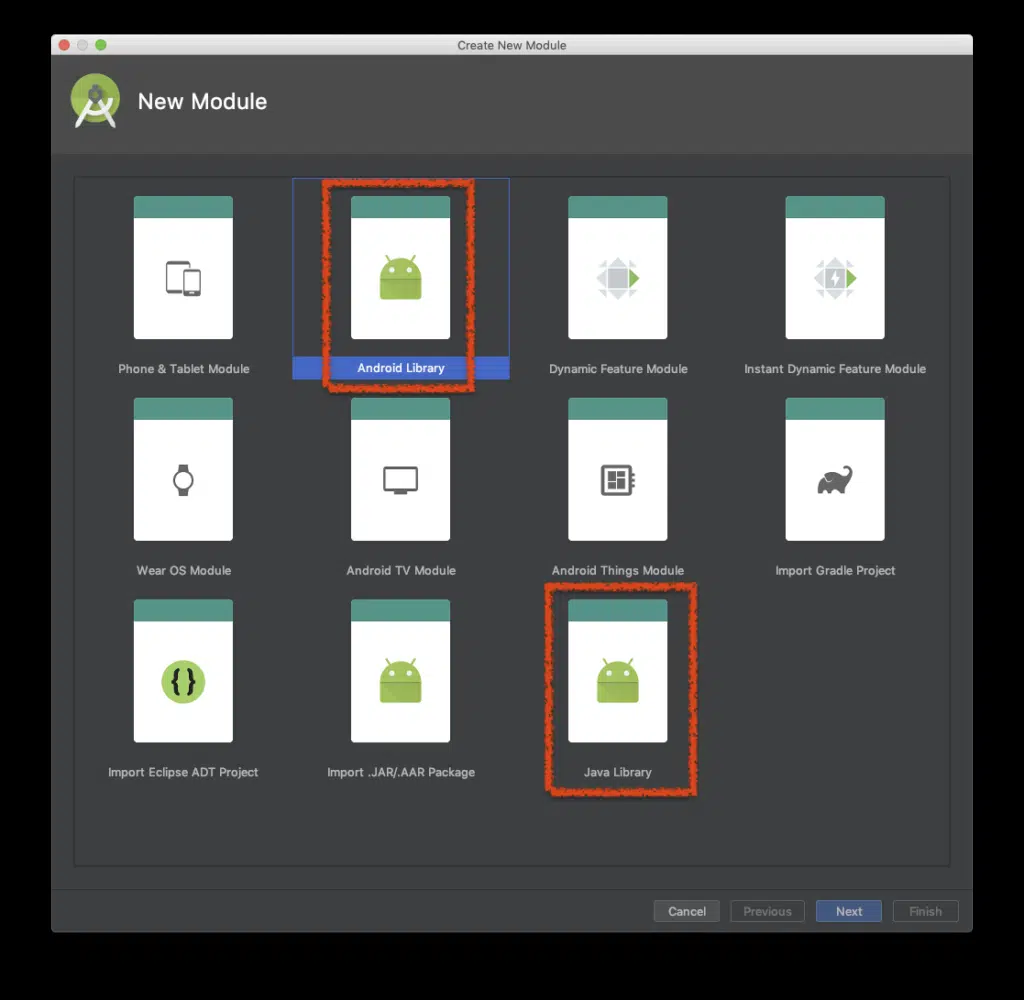 Create New Module
New Module
Phone & Tablet Module
Android Library
Dynamic Feature Module
Instant Dynamic Feature Module
Wear OS Module
Android TV Module
Android Things Module
Import Gradle Project
Import Eclipse ADT Project
Import .JAR/.AAR Package
Java Library
Cancel
Previous
Next
Finish